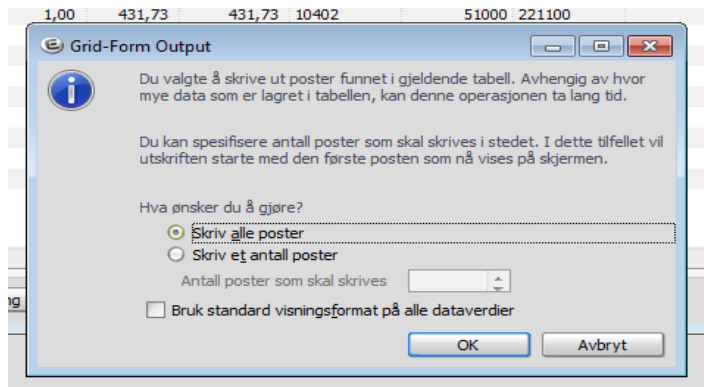 1,00 431,73 431,73 10402 51000 221100
Grid-Form Output
Du valgte å skrive ut poster funnet i gjeldende tabell. Avhengig av hvor
mye data som er lagret i tabellen, kan denne operasjonen ta lang tid.
Du kan spesifisere antall poster som skal skrives i stedet. I dette tilfellet vil
utskriften starte med den første posten som nå vises på skjermen.
Hva ønsker du å gjøre?
Skriv alle poster
Skriv et antall poster
Antall poster som skal skrives
ng
Bruk standard visningsformat på alle dataverdier
OK Avbryt